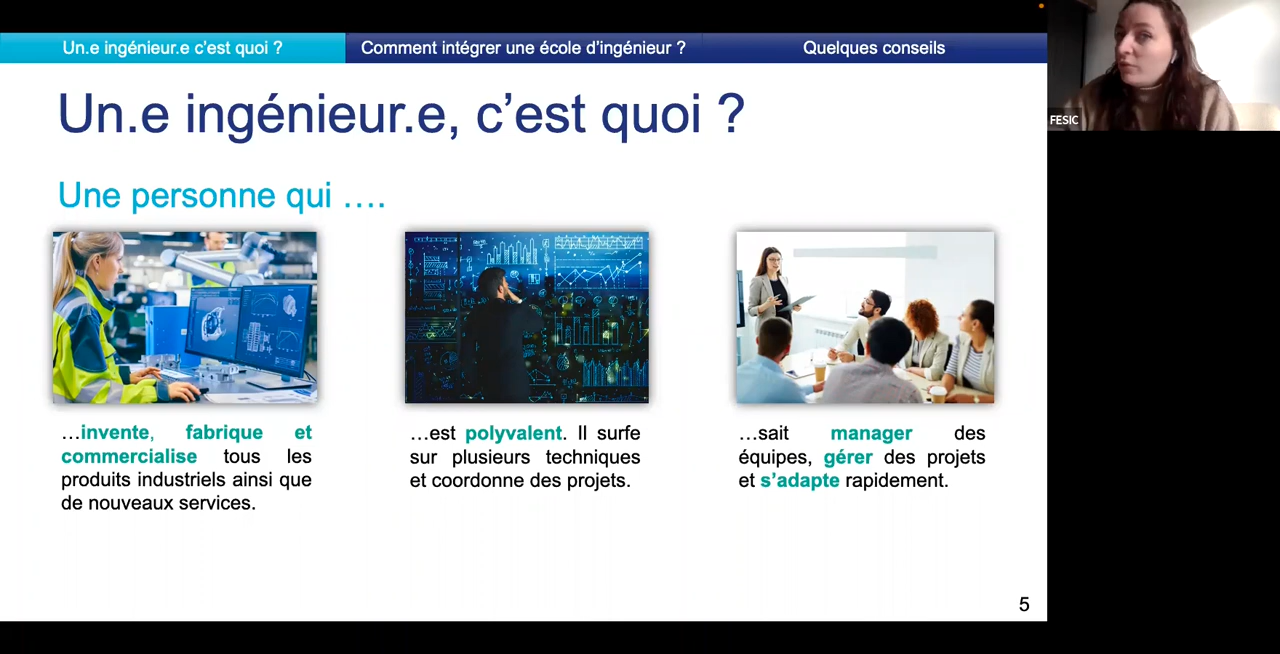 Un.e ingénieur.e c’est quoi ?
Comment intégrer une école d’ingénieur ?
Quelques conseils
FESIC
Un.e ingénieur.e, c’est quoi ?
Une personne qui ….
…invente, fabrique et
commercialise tous les
produits industriels ainsi que
de nouveaux services.
…est polyvalent. Il surfe
sur plusieurs techniques
et coordonne des projets.
…sait manager des
équipes, gérer des projets
et s’adapte rapidement.
5